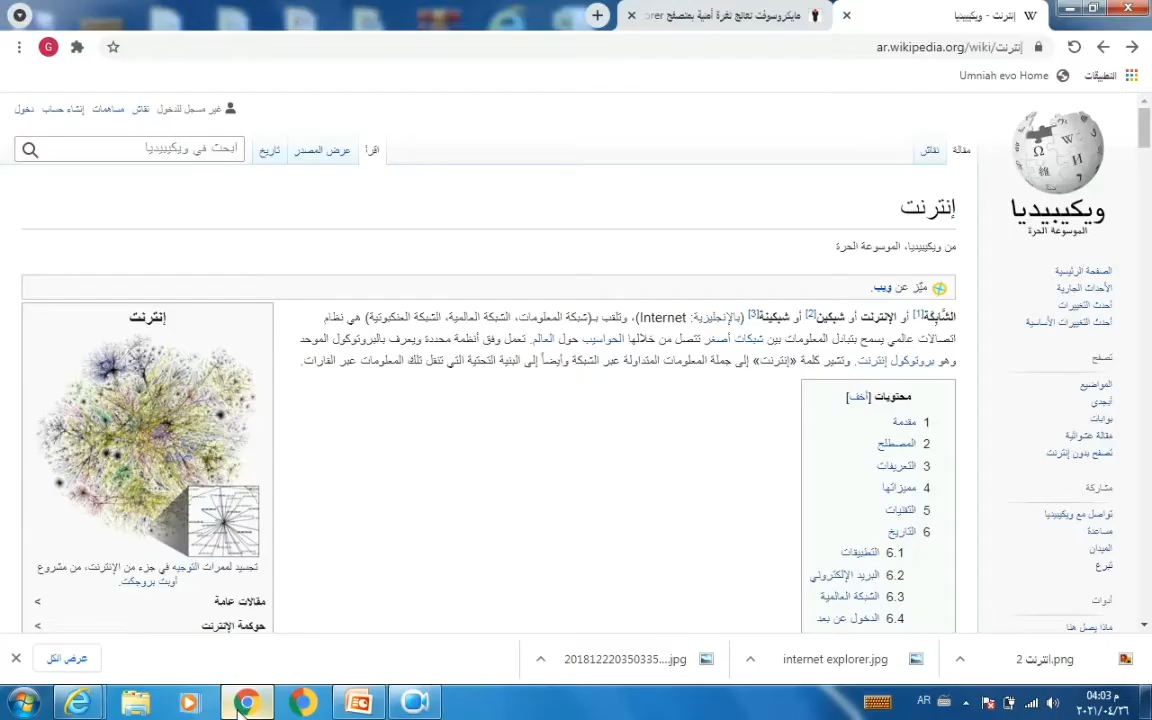 إنترنت - ويكيبيديا
مايكروسوفت تعالج ثغرة أمنية بمتصفح
ar.wikipedia.org/wiki/إنترنت
G
التطبيقات
Umniah evo Home
غير مسجل للدخول نقاش مساهمات إنشاء حساب دخول
مقالة نقاش
اقرأ عرض المصدر تاريخ
ابحث في ويكيبيديا
ويكيبيديا
الموسوعة الحرة
إنترنت
من ويكيبيديا، الموسوعة الحرة
ميّز عن ويب.
الشَّابِكَة[1] أو الإنترنت أو شبكين[2] أو شبكينة[3] (بالإنجليزية: Internet)، وتلقب بـ(شبكة المعلومات، الشبكة العالمية، الشبكة العنكبوتية) هي نظام
اتصالات عالمي يسمح بتبادل المعلومات بين شبكات أصغر تتصل من خلالها الحواسيب حول العالم. تعمل وفق أنظمة محددة ويعرف بالبروتوكول الموحد
وهو بروتوكول إنترنت. وتشير كلمة «إنترنت» إلى جملة المعلومات المتداولة عبر الشبكة وأيضاً إلى البنية التحتية التي تنقل تلك المعلومات عبر القارات.
محتويات [أخف]
1 مقدمة
2 المصطلح
3 التعريفات
4 مميزاتها
5 التقنيات
6 التاريخ
6.1 التطبيقات
6.2 البريد الإلكتروني
6.3 الشبكة العالمية
6.4 الدخول عن بعد
إنترنت
تجسيد لممرات التوجيه في جزء من الإنترنت، من مشروع
أوبت بروجكت.
مقالات عامة
حوكمة الإنترنت
الصفحة الرئيسية
الأحداث الجارية
أحدث التغييرات
أحدث التغييرات الأساسية
تصفح
المواضيع
أبجدي
بوابات
مقالة عشوائية
تصفح بدون إنترنت
مشاركة
تواصل مع ويكيبيديا
مساعدة
الميدان
تبرع
أدوات
ماذا يصل هنا
انترنت 2.png
internet explorer.jpg
201812220350335....jpg
عرض الكل
AR
04:03 م
٢٠٢١/٠٤/٢٦